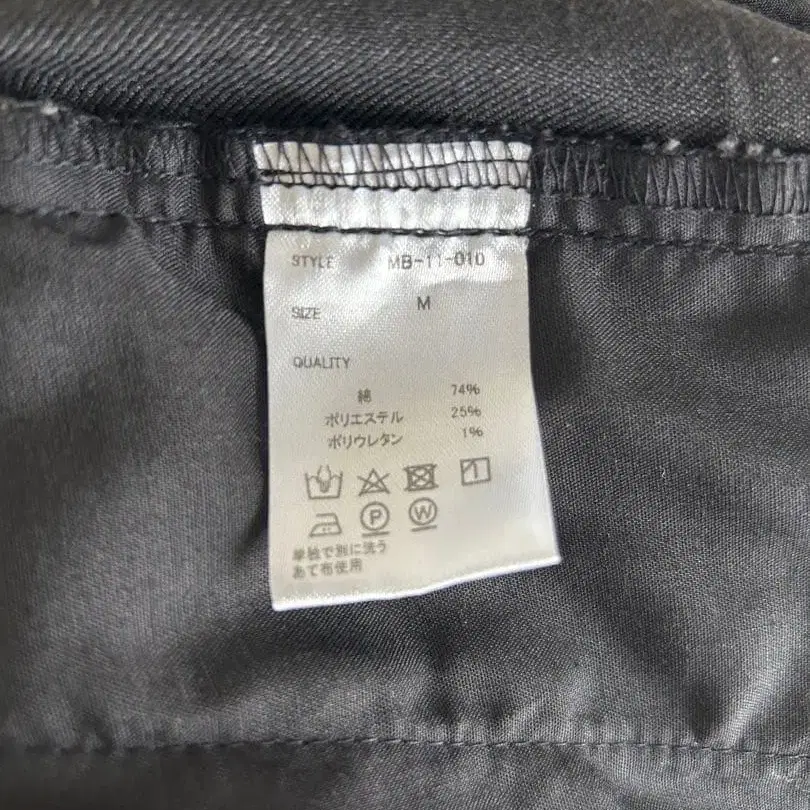 STYLE MB-11-010
SIZE M
QUALITY
綿 74%
ポリエステル 25%
ポリウレタン 1%
P W
単独で別に洗う
あて布使用